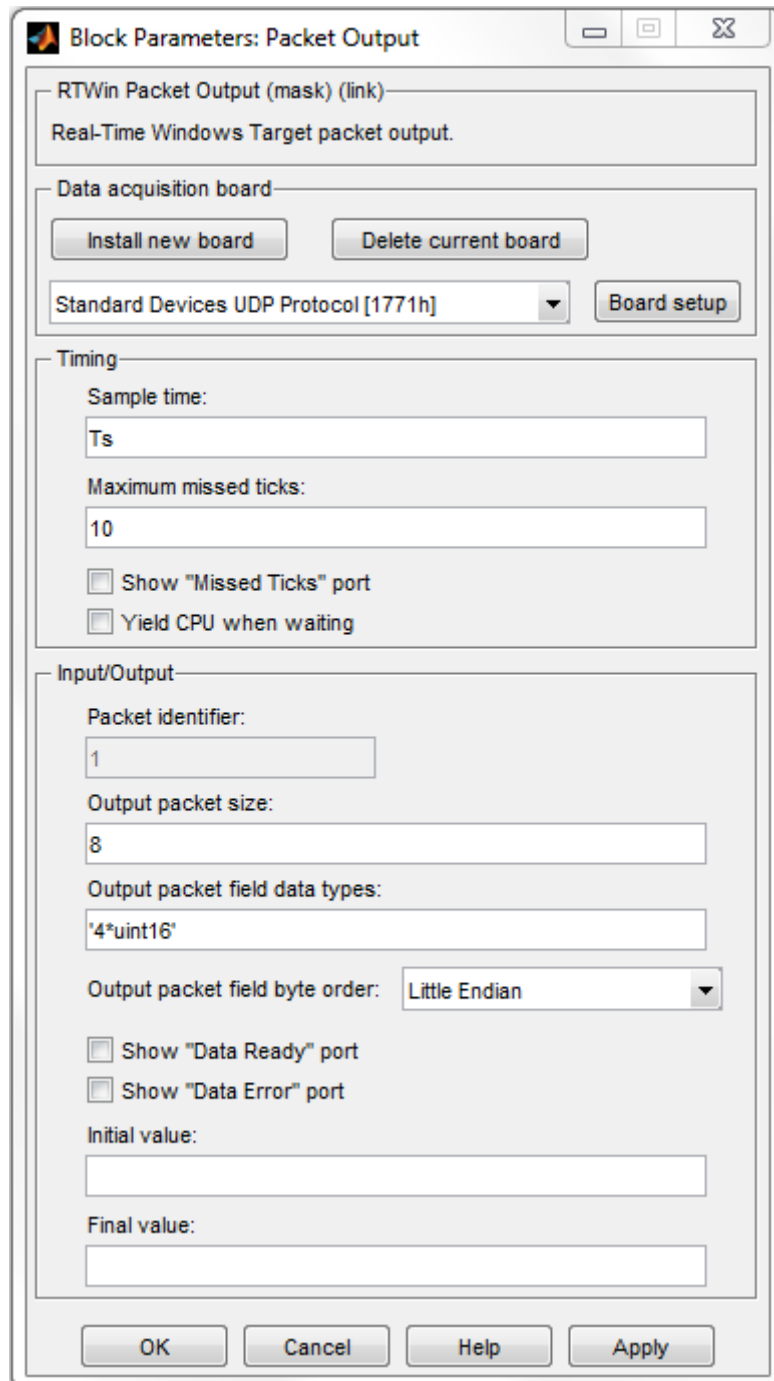 Block Parameters: Packet Output
RTWin Packet Output (mask) (link)
Real-Time Windows Target packet output.
Data acquisition board
Install new board Delete current board
Standard Devices UDP Protocol [1771h] Board setup
Timing
Sample time:
Ts
Maximum missed ticks:
10
Show "Missed Ticks" port
Yield CPU when waiting
Input/Output
Packet identifier:
1
Output packet size:
8
Output packet field data types:
'4*uint16'
Output packet field byte order: Little Endian
Show "Data Ready" port
Show "Data Error" port
Initial value:
Final value:
OK Cancel Help Apply